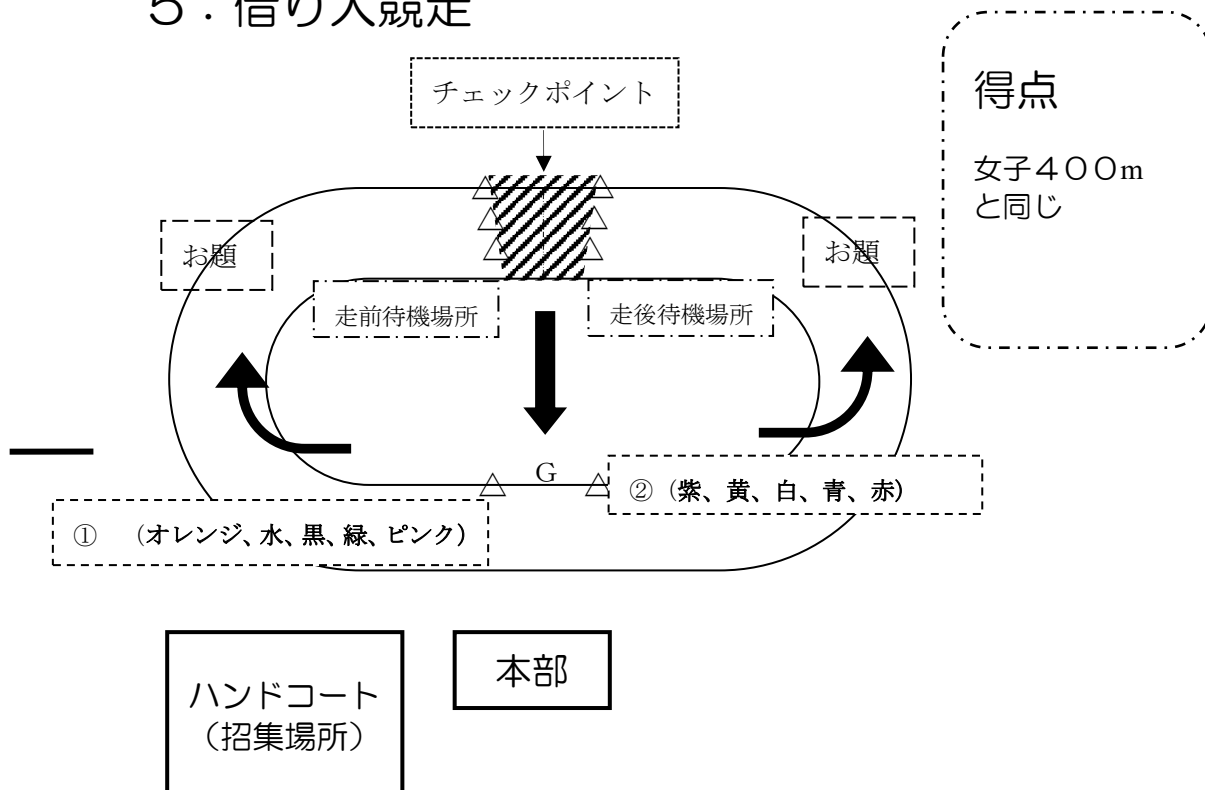 ５．借り人競走
チェックポイント
得点
女子４００m
と同じ
お題
お題
走前待機場所
走後待機場所
G
②（紫、黄、白、青、赤）
①　（オレンジ、水、黒、緑、ピンク）
本部
ハンドコート
（招集場所）